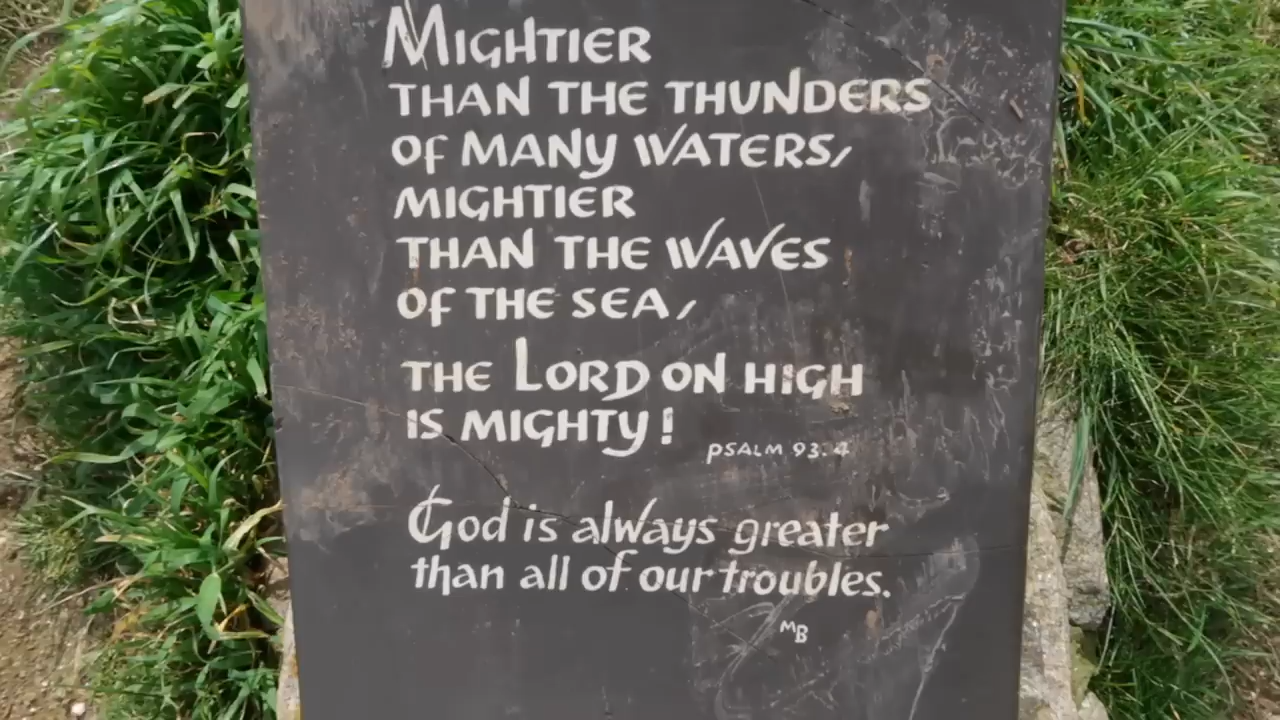 MIGHTIER
THAN THE THUNDERS
OF MANY WATERS,
MIGHTIER
THAN THE WAVES
OF THE SEA,
THE LORD ON HIGH
IS MIGHTY!
PSALM 93.4
God is always greater
than all of our troubles.
MB